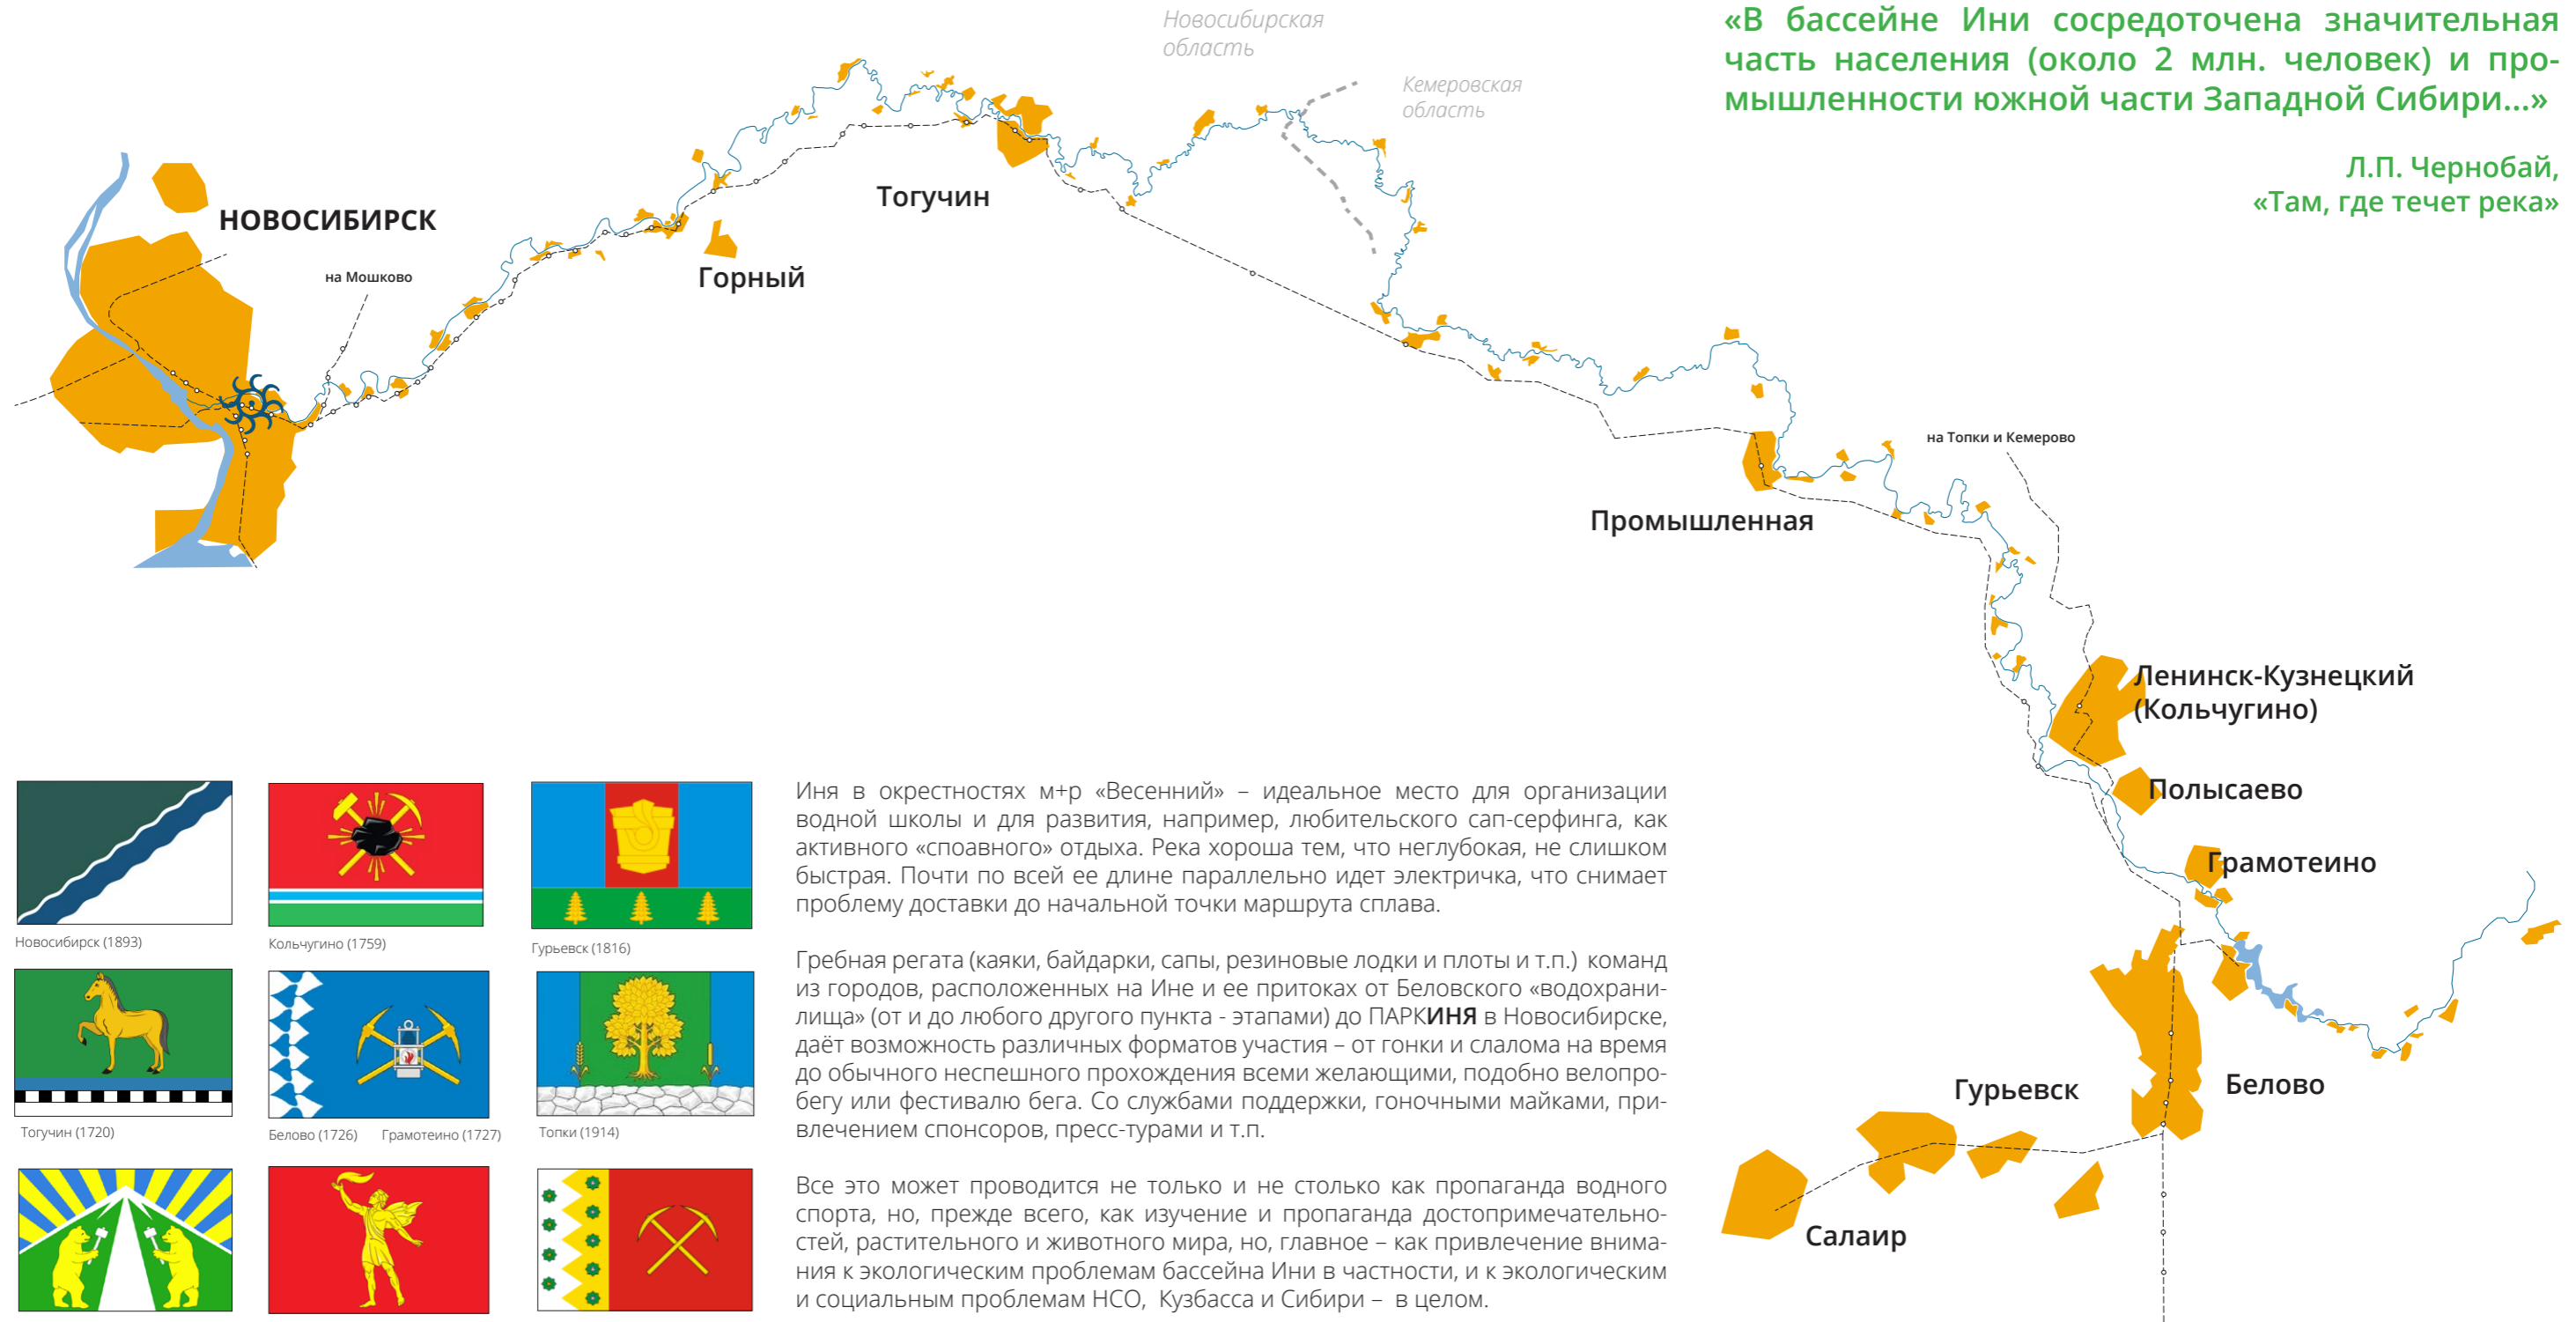 Новосибирская
область
Кемеровская
область
«В бассейне Ини сосредоточена значительная
часть населения (около 2 млн. человек) и про-
мышленности южной части Западной Сибири...»
Л.П. Чернобай,
«Там, где течет река»
НОВОСИБИРСК
на Мошково
Горный
Тогучин
Промышленная
на Топки и Кемерово
Ленинск-Кузнецкий
(Кольчугино)
Полысаево
Грамотеино
Белово
Гурьевск
Салаир
Новосибирск (1893)
Кольчугино (1759)
Гурьевск (1816)
Тогучин (1720)
Белово (1726)
Грамотеино (1727)
Топки (1914)
Иня в окрестностях м+р «Весенний» – идеальное место для организации
водной школы и для развития, например, любительского сап-серфинга, как
активного «споавного» отдыха. Река хороша тем, что неглубокая, не слишком
быстрая. Почти по всей ее длине параллельно идет электричка, что снимает
проблему доставки до начальной точки маршрута сплава.
Гребная регата (каяки, байдарки, сапы, резиновые лодки и плоты и т.п.) команд
из городов, расположенных на Ине и ее притоках от Беловского «водохрани-
лища» (от и до любого другого пункта - этапами) до ПАРКИНЯ в Новосибирске,
даёт возможность различных форматов участия – от гонки и слалома на время
до обычного неспешного прохождения всеми желающими, подобно велопро-
бегу или фестивалю бега. Со службами поддержки, гоночными майками, при-
влечением спонсоров, пресс-турами и т.п.
Все это может проводится не только и не столько как пропаганда водного
спорта, но, прежде всего, как изучение и пропаганда достопримечательно-
стей, растительного и животного мира, но, главное – как привлечение внима-
ния к экологическим проблемам бассейна Ини в частности, и к экологическим
и социальным проблемам НСО, Кузбасса и Сибири – в целом.